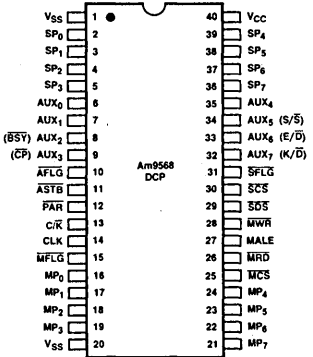 VSS 1 40 VCC
SP0 2 39 SP4
SP1 3 38 SP5
SP2 4 37 SP6
SP3 5 36 SP7
AUX0 6 35 AUX4
AUX1 7 34 AUX5 (S/S̅)
(B̅S̅Y̅) AUX2 8 33 AUX6 (E/D̅)
(C̅P̅) AUX3 9 32 AUX7 (K/D̅)
Am9568
DCP
A̅F̅L̅G̅ 10 31 S̅F̅L̅G̅
A̅S̅T̅B̅ 11 30 S̅C̅S̅
P̅A̅R̅ 12 29 S̅D̅S̅
C/K̅ 13 28 M̅W̅R̅
CLK 14 27 MALE
M̅F̅L̅G̅ 15 26 M̅R̅D̅
MP0 16 25 M̅C̅S̅
MP1 17 24 MP4
MP2 18 23 MP5
MP3 19 22 MP6
VSS 20 21 MP7